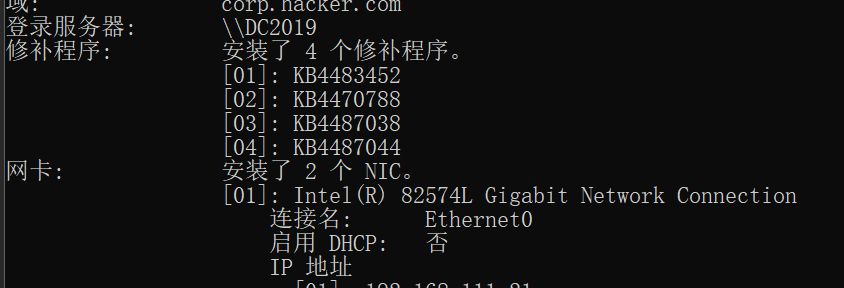 域:                    corp.hacker.com
登录服务器:            \\DC2019
修补程序:              安装了 4 个修补程序。
[01]: KB4483452
[02]: KB4470788
[03]: KB4487038
[04]: KB4487044
网卡:                  安装了 2 个 NIC。
[01]: Intel(R) 82574L Gigabit Network Connection
连接名:      Ethernet0
启用 DHCP:   否
IP 地址